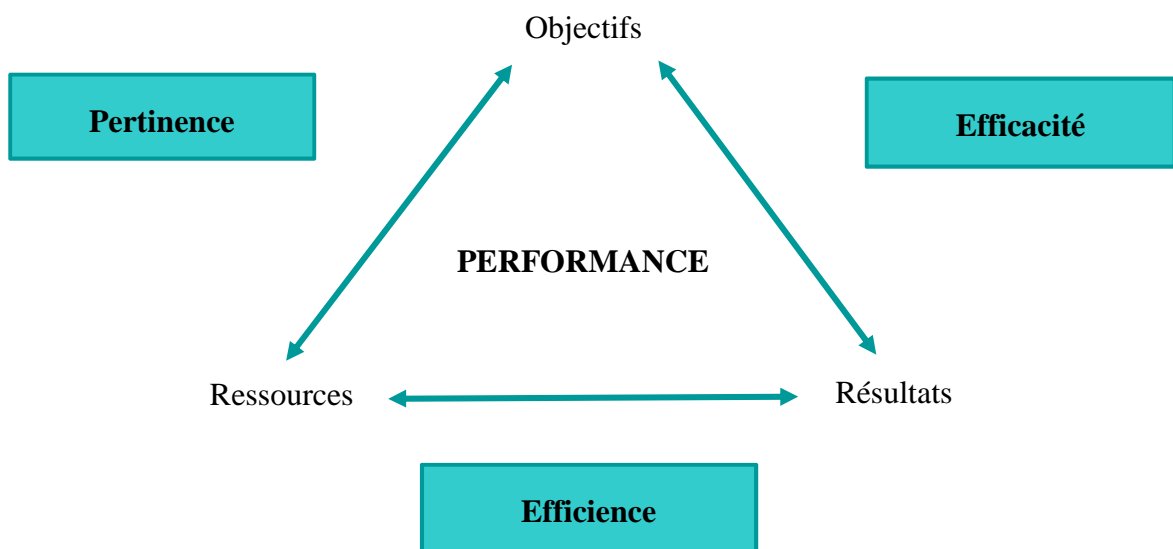 Objectifs
Pertinence
Efficacité
PERFORMANCE
Ressources
Résultats
Efficience